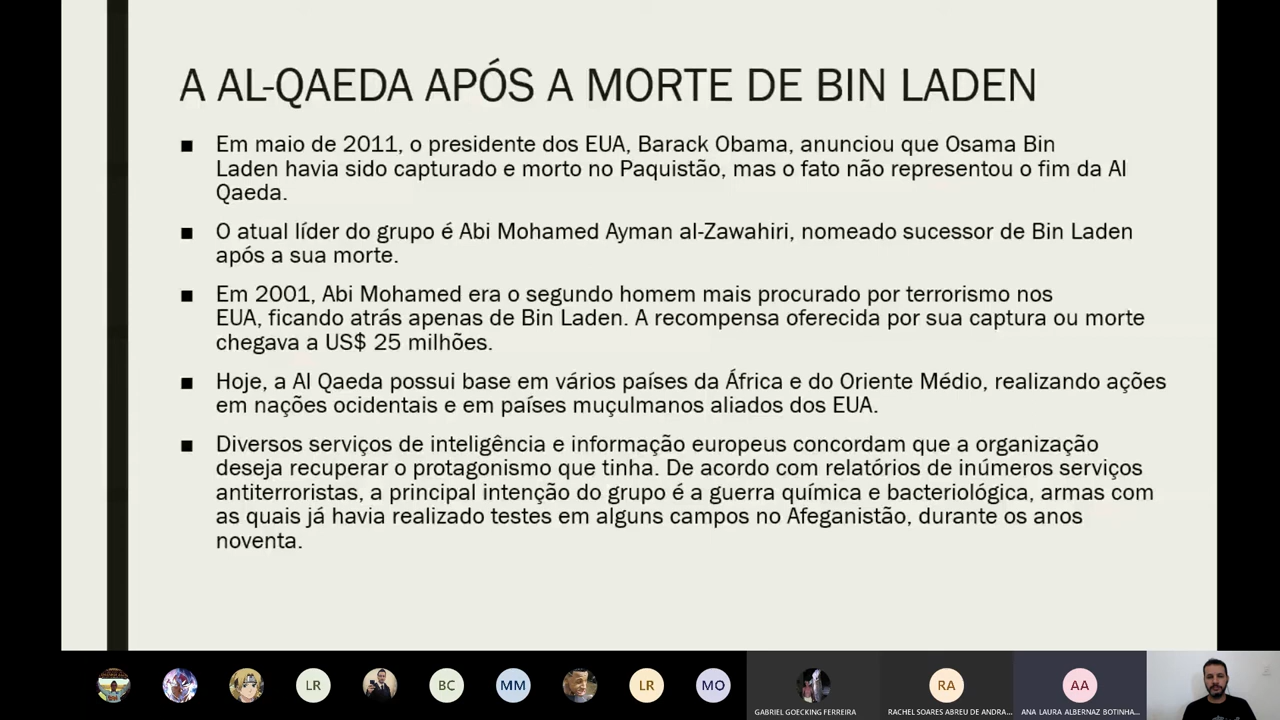 A AL-QAEDA APÓS A MORTE DE BIN LADEN
■ Em maio de 2011, o presidente dos EUA, Barack Obama, anunciou que Osama Bin
Laden havia sido capturado e morto no Paquistão, mas o fato não representou o fim da Al
Qaeda.
■ O atual líder do grupo é Abi Mohamed Ayman al-Zawahiri, nomeado sucessor de Bin Laden
após a sua morte.
■ Em 2001, Abi Mohamed era o segundo homem mais procurado por terrorismo nos
EUA, ficando atrás apenas de Bin Laden. A recompensa oferecida por sua captura ou morte
chegava a US$ 25 milhões.
■ Hoje, a Al Qaeda possui base em vários países da África e do Oriente Médio, realizando ações
em nações ocidentais e em países muçulmanos aliados dos EUA.
■ Diversos serviços de inteligência e informação europeus concordam que a organização
deseja recuperar o protagonismo que tinha. De acordo com relatórios de inúmeros serviços
antiterroristas, a principal intenção do grupo é a guerra química e bacteriológica, armas com
as quais já havia realizado testes em alguns campos no Afeganistão, durante os anos
noventa.
LR BC MM LR MO RA AA
GABRIEL GOECKING FERREIRA RACHEL SOARES ABREU DE ANDRA... ANA LAURA ALBERNAZ BOTINHA...